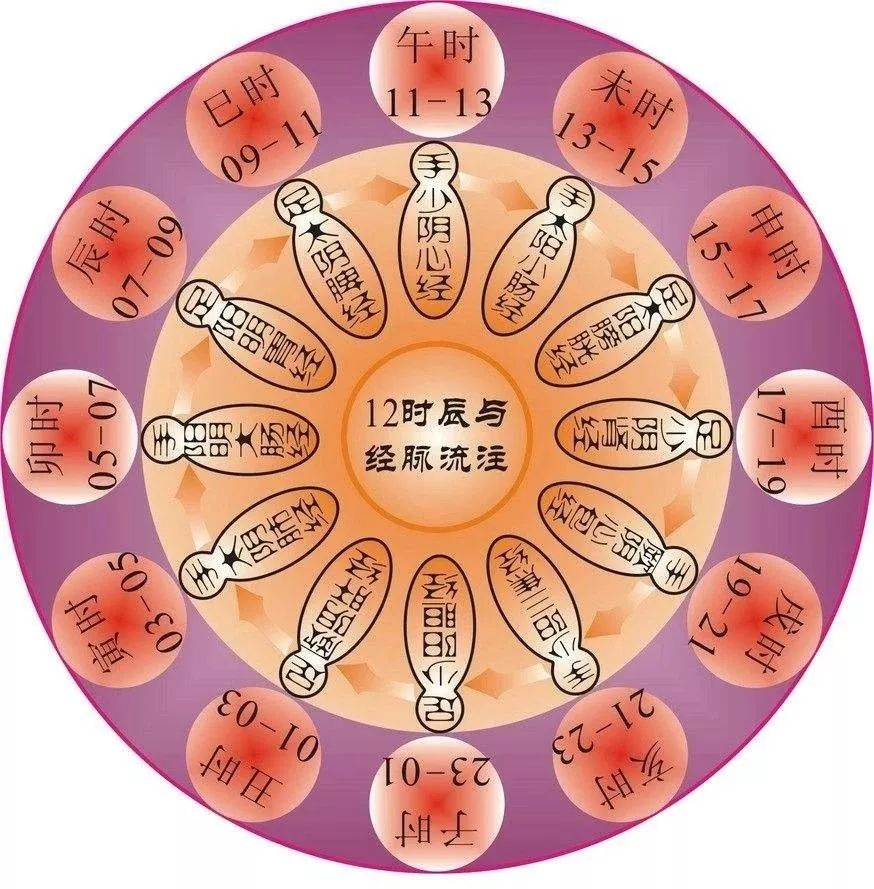 12时辰与
经脉流注
午时
11-13
手少阴心经
未时
13-15
手太阳小肠经
申时
15-17
足太阳膀胱经
酉时
17-19
足少阴肾经
戌时
19-21
手厥阴心包经
亥时
21-23
手少阳三焦经
子时
23-01
足少阳胆经
丑时
01-03
足厥阴肝经
寅时
03-05
手太阴肺经
卯时
05-07
手阳明大肠经
辰时
07-09
足阳明胃经
巳时
09-11
足太阴脾经